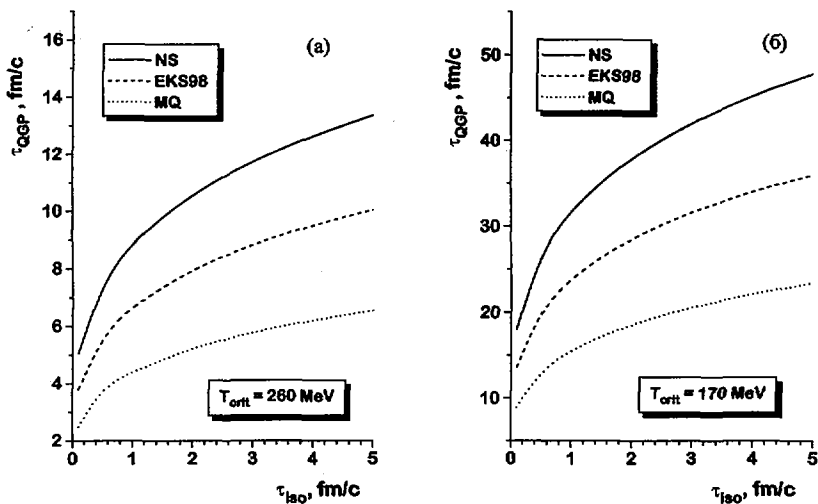 16
14
12
10
8
6
4
2
τQGP, fm/c
NS
EKS98
MQ
(а)
Tcrit = 260 MeV
0 1 2 3 4 5
τiso, fm/c
50
40
30
20
10
τQGP, fm/c
NS
EKS98
MQ
(б)
Tcrit = 170 MeV
0 1 2 3 4 5
τiso, fm/c